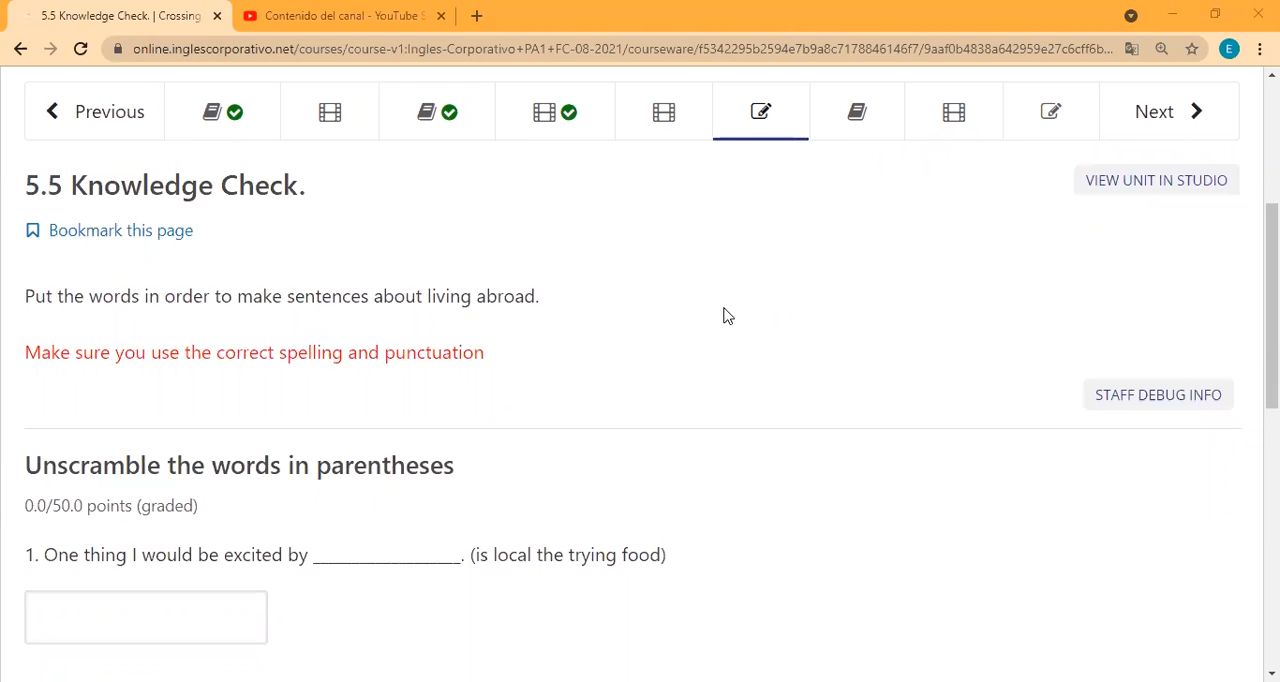 5.5 Knowledge Check. | Crossing
Contenido del canal - YouTube S
online.inglescorporativo.net/courses/course-v1:Ingles-Corporativo+PA1+FC-08-2021/courseware/f5342295b2594e7b9a8c7178846146f7/9aaf0b4838a642959e27c6cff6b...
E
Previous
Next
5.5 Knowledge Check.
VIEW UNIT IN STUDIO
Bookmark this page
Put the words in order to make sentences about living abroad.
Make sure you use the correct spelling and punctuation
STAFF DEBUG INFO
Unscramble the words in parentheses
0.0/50.0 points (graded)
1. One thing I would be excited by _________________. (is local the trying food)